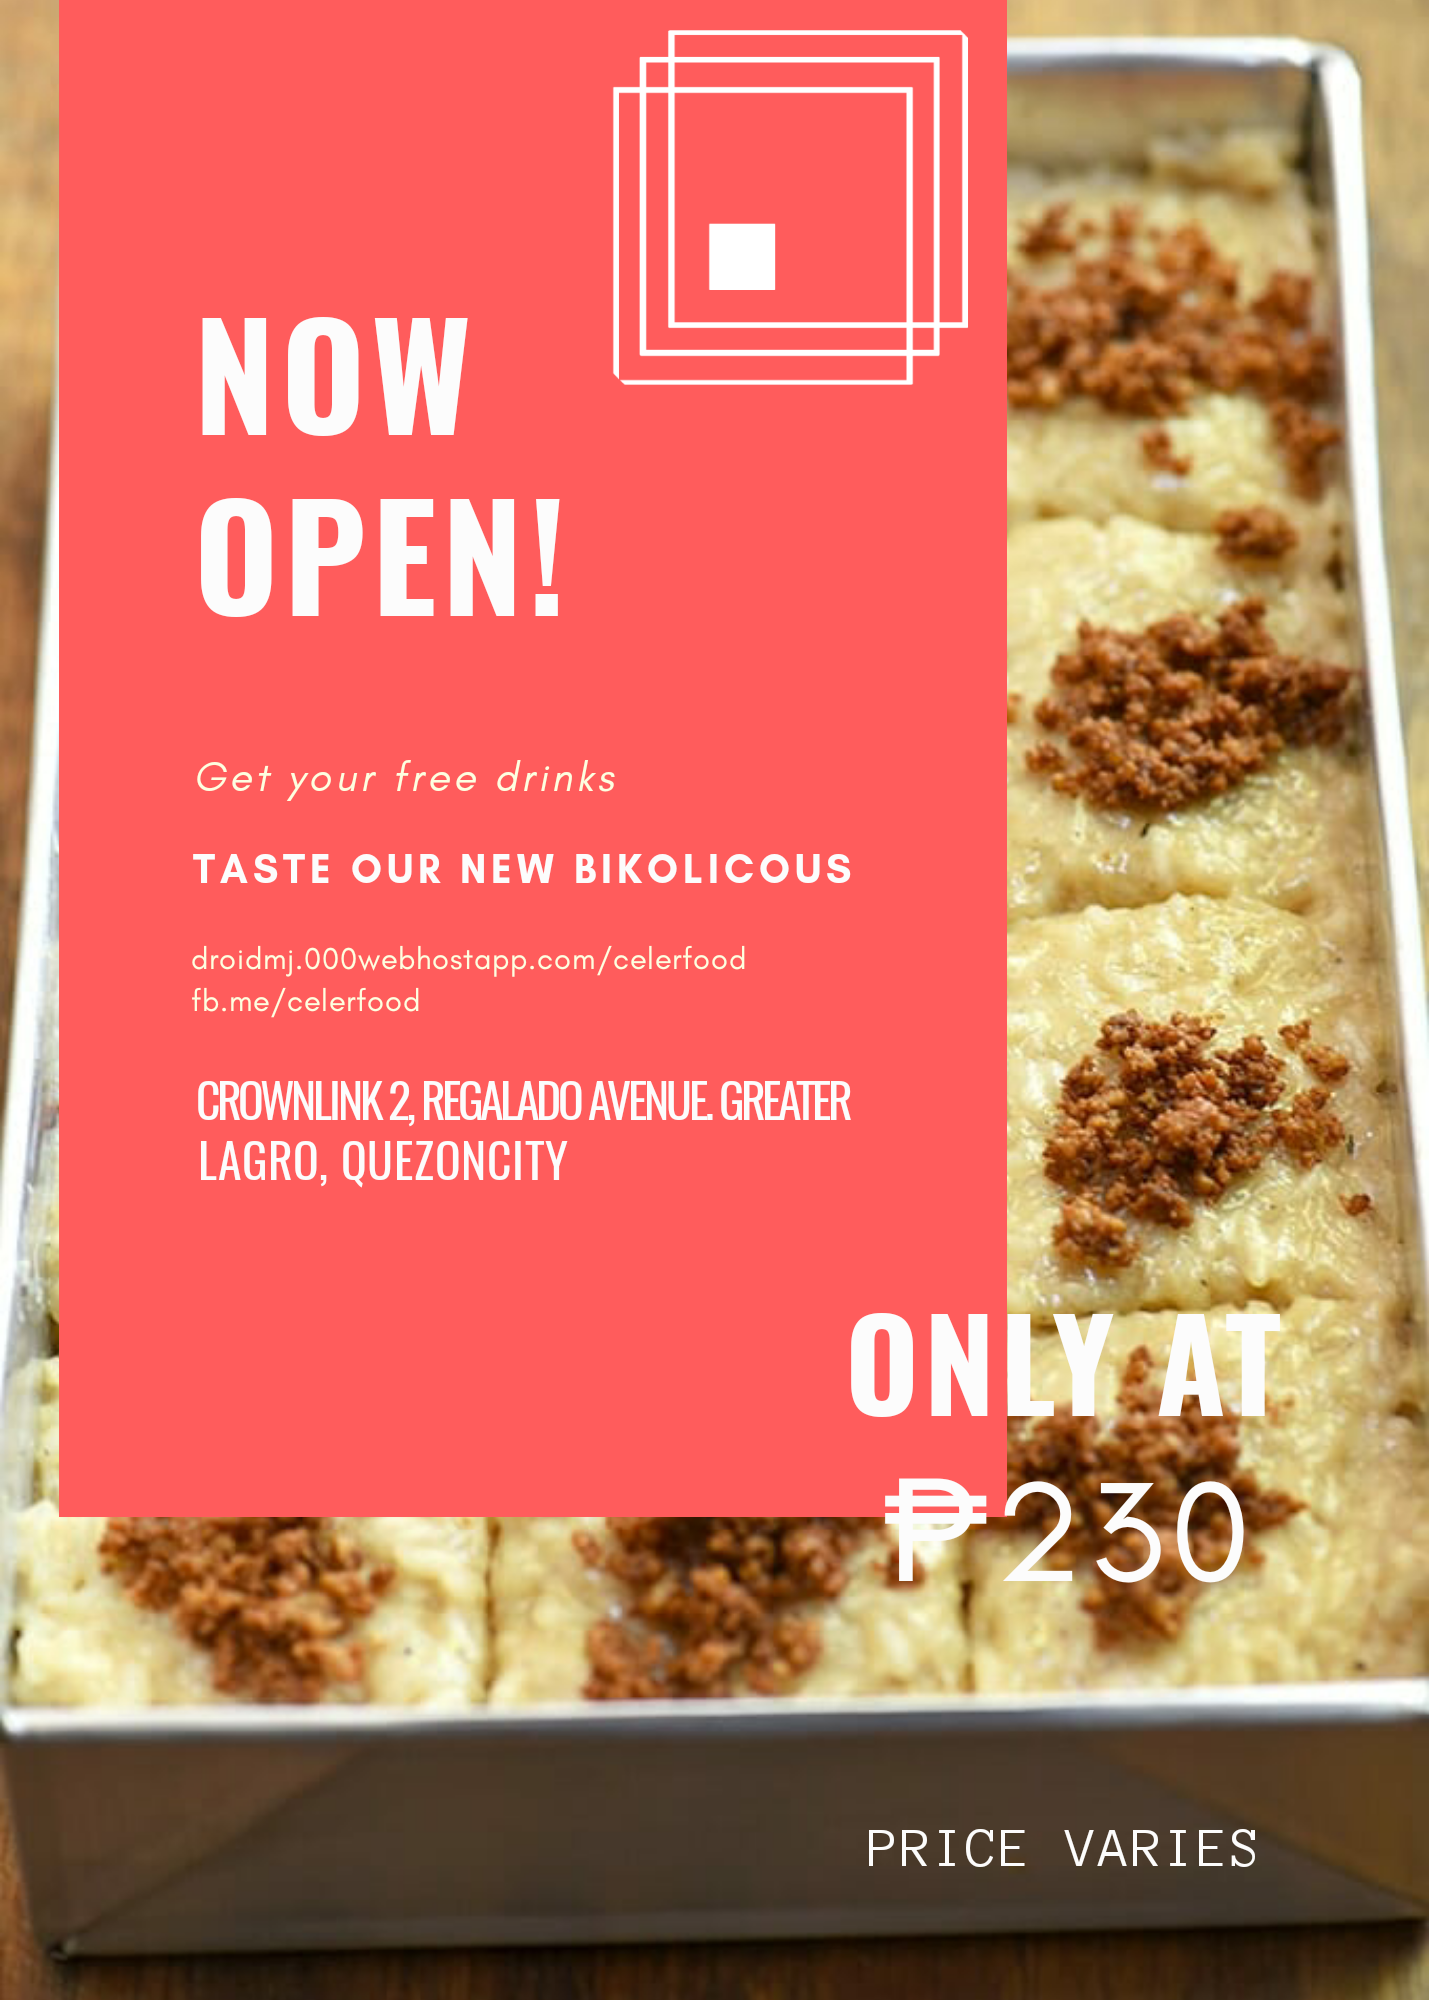 NOW
OPEN!
Get your free drinks
TASTE OUR NEW BIKOLICOUS
droidmj.000webhostapp.com/celerfood
fb.me/celerfood
CROWNLINK 2, REGALADO AVENUE. GREATER
LAGRO, QUEZONCITY
ONLY AT
₱230
PRICE VARIES